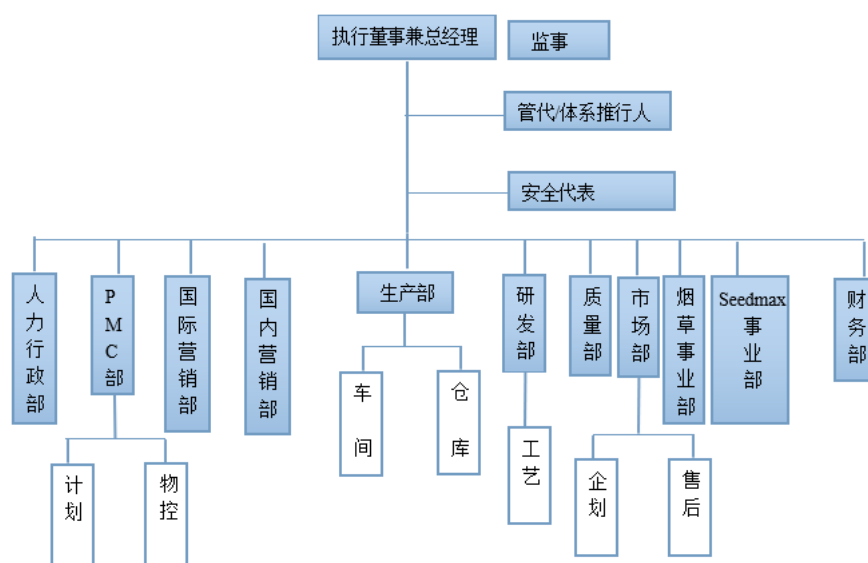 执行董事兼总经理
监事
管代/体系推行人
安全代表
人力行政部
PMC部
国际营销部
国内营销部
生产部
研发部
质量部
市场部
烟草事业部
Seedmax事业部
财务部
车间
仓库
工艺
计划
物控
企划
售后